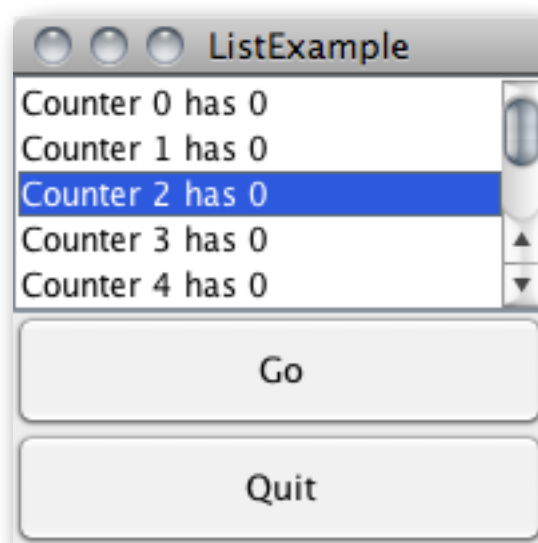 ListExample
Counter 0 has 0
Counter 1 has 0
Counter 2 has 0
Counter 3 has 0
Counter 4 has 0
Go
Quit